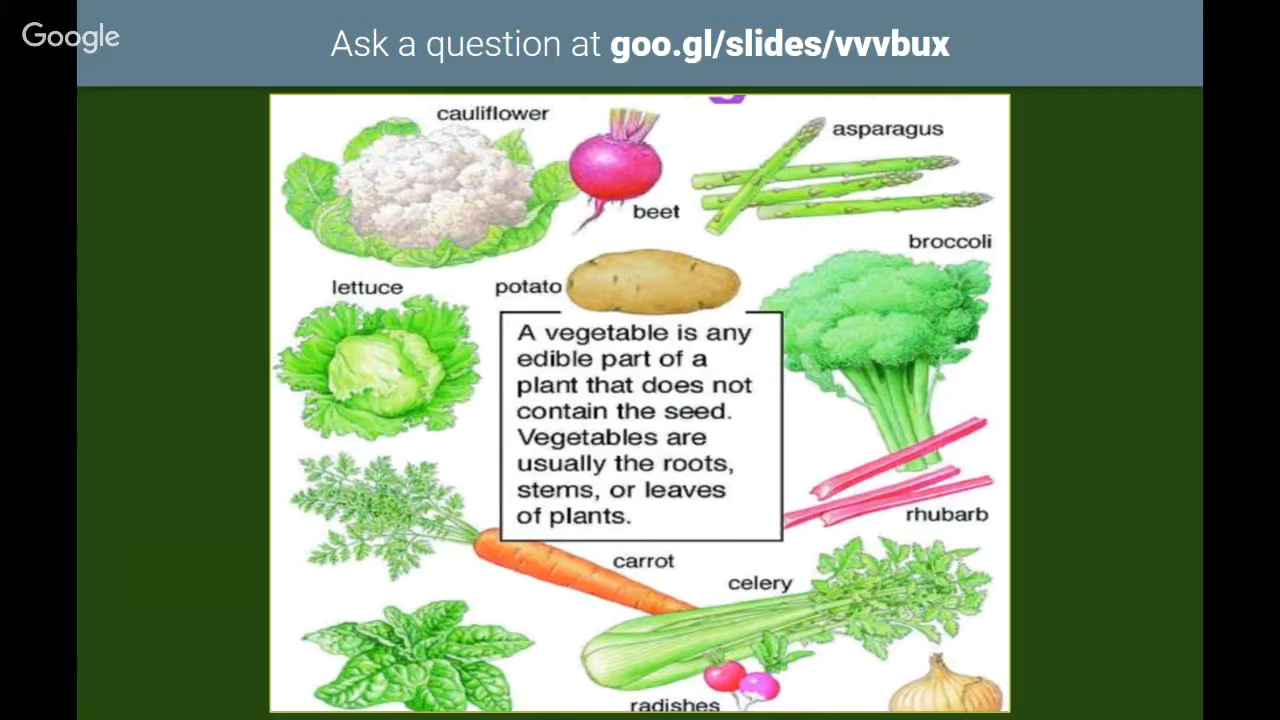 Google
Ask a question at goo.gl/slides/vvvbux
cauliflower
asparagus
beet
broccoli
lettuce
potato
A vegetable is any
edible part of a
plant that does not
contain the seed.
Vegetables are
usually the roots,
stems, or leaves
of plants.
rhubarb
carrot
celery
radishes